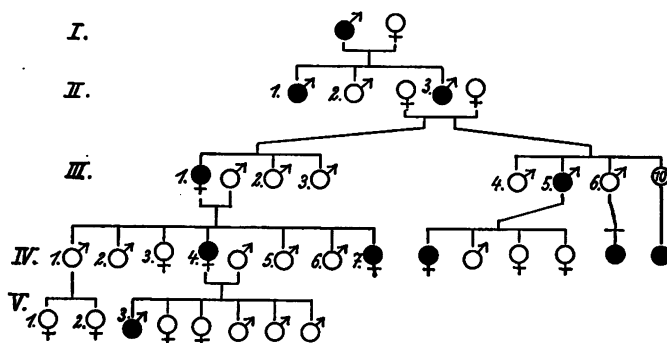 I.
II. 1. 2. 3.
III. 1. 2. 3. 4. 5. 6. 10
IV. 1. 2. 3. 4. 5. 6. 7.
V. 1. 2. 3.